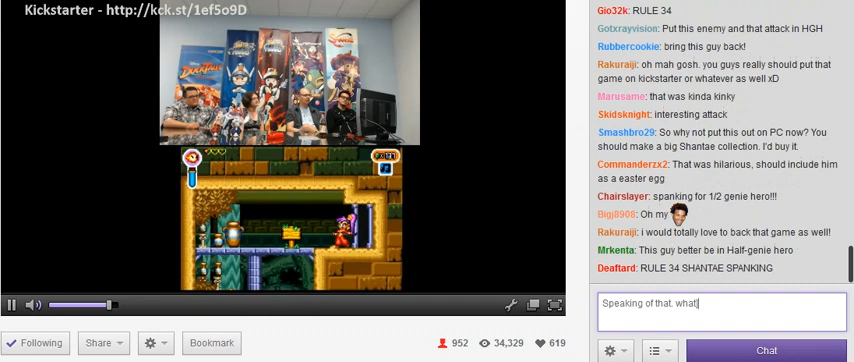 Kickstarter - http://kck.st/1ef5o9D
DUCKTALES
Following
Share
Bookmark
952
34,329
619
Gio32k: RULE 34
Gotxrayvision: Put this enemy and that attack in HGH
Rubbercookie: bring this guy back!
Rakuraiji: oh mah gosh. you guys really should put that
game on kickstarter or whatever as well xD
Marusame: that was kinda kinky
Skidsknight: interesting attack
Smashbro29: So why not put this out on PC now? You
should make a big Shantae collection. I'd buy it.
Commanderzx2: That was hilarious, should include him
as a easter egg
Chairslayer: spanking for 1/2 genie hero!!!
Bigj8908: Oh my
Rakuraiji: i would totally love to back that game as well!
Mrkenta: This guy better be in Half-genie hero
Deaftard: RULE 34 SHANTAE SPANKING
Speaking of that. what
Chat